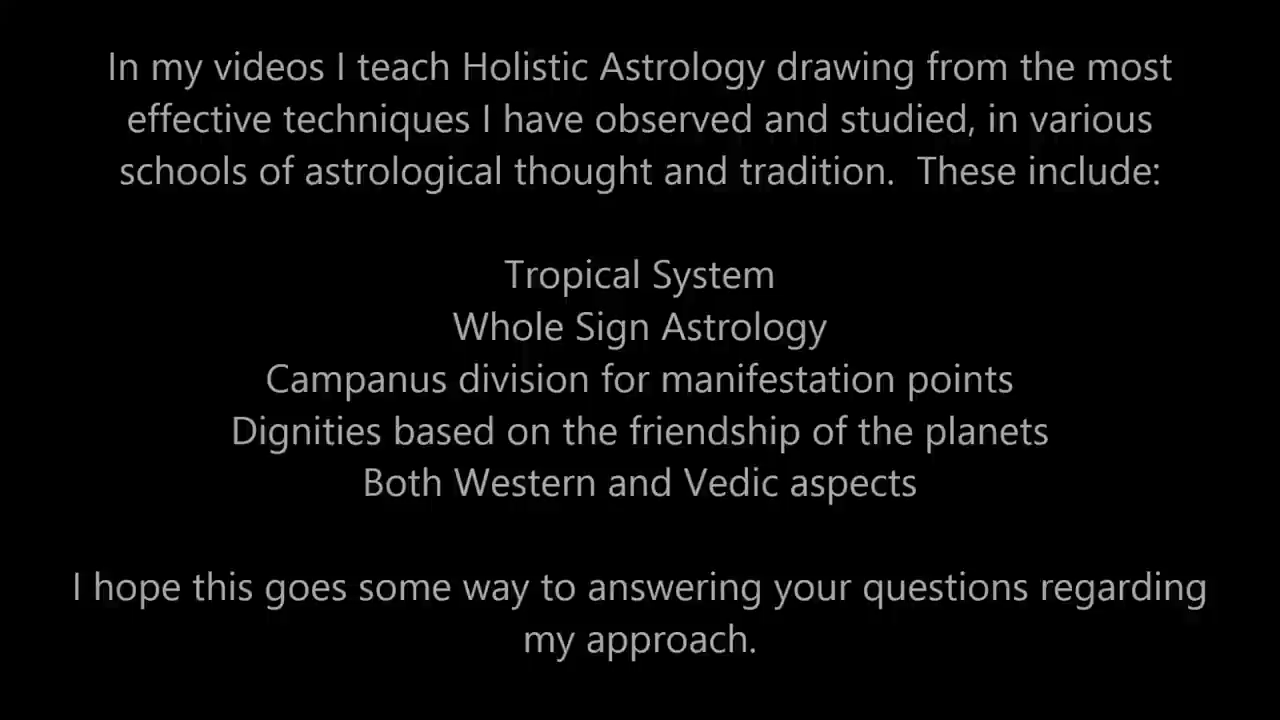 In my videos I teach Holistic Astrology drawing from the most
effective techniques I have observed and studied, in various
schools of astrological thought and tradition.  These include:
Tropical System
Whole Sign Astrology
Campanus division for manifestation points
Dignities based on the friendship of the planets
Both Western and Vedic aspects
I hope this goes some way to answering your questions regarding
my approach.